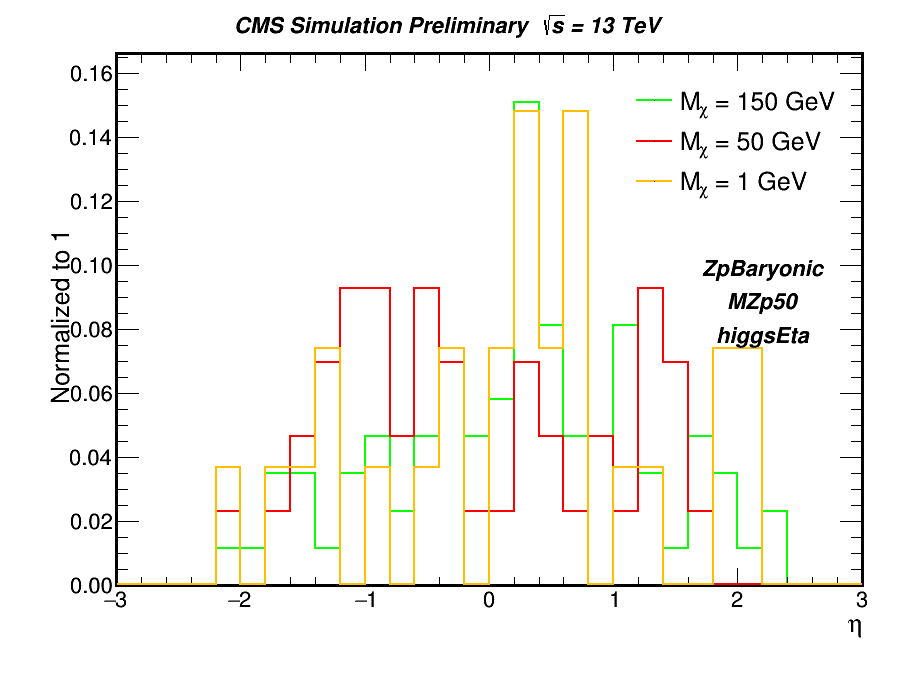 CMS Simulation Preliminary √s = 13 TeV
0.16
0.14
0.12
0.10
0.08
0.06
0.04
0.02
0.00
Normalized to 1
Mχ = 150 GeV
Mχ = 50 GeV
Mχ = 1 GeV
ZpBaryonic
MZp50
higgsEta
−3 −2 −1 0 1 2 3
η